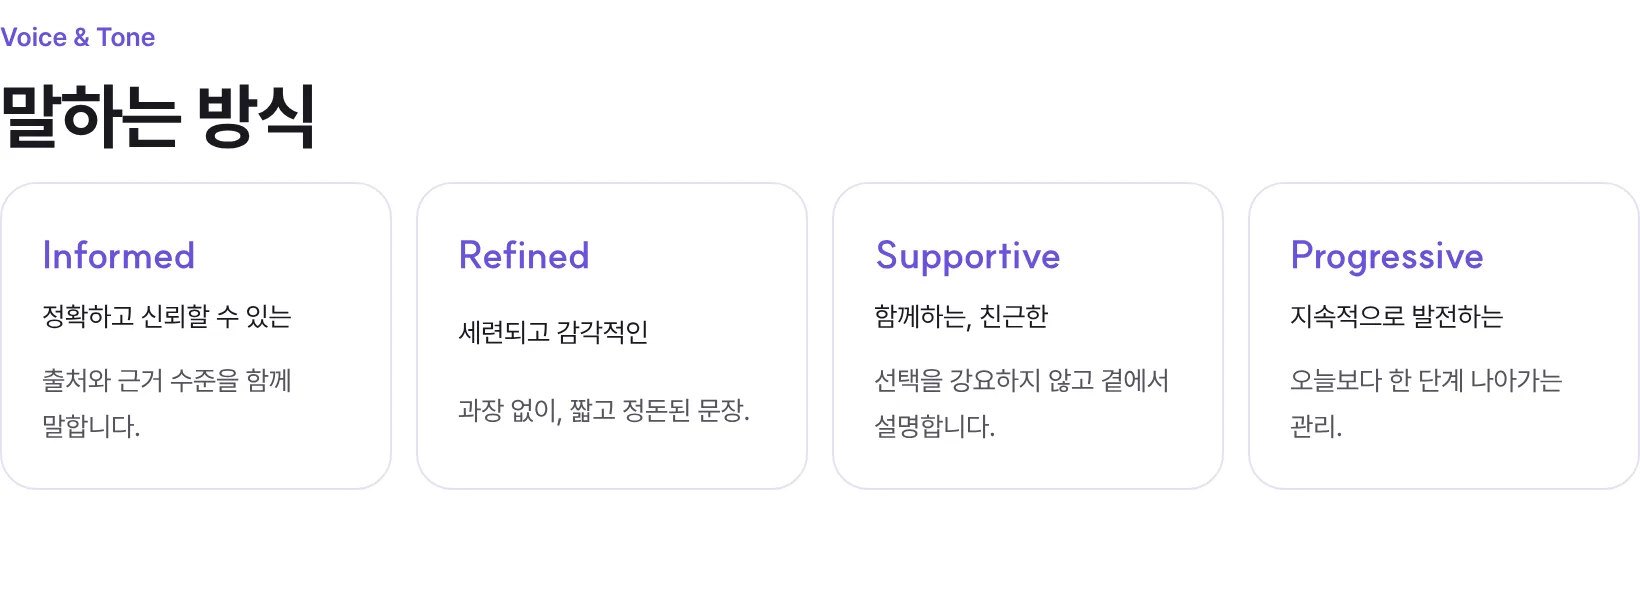 Voice & Tone
말하는 방식
Informed
정확하고 신뢰할 수 있는
출처와 근거 수준을 함께
말합니다.
Refined
세련되고 감각적인
과장 없이, 짧고 정돈된 문장.
Supportive
함께하는, 친근한
선택을 강요하지 않고 곁에서
설명합니다.
Progressive
지속적으로 발전하는
오늘보다 한 단계 나아가는
관리.